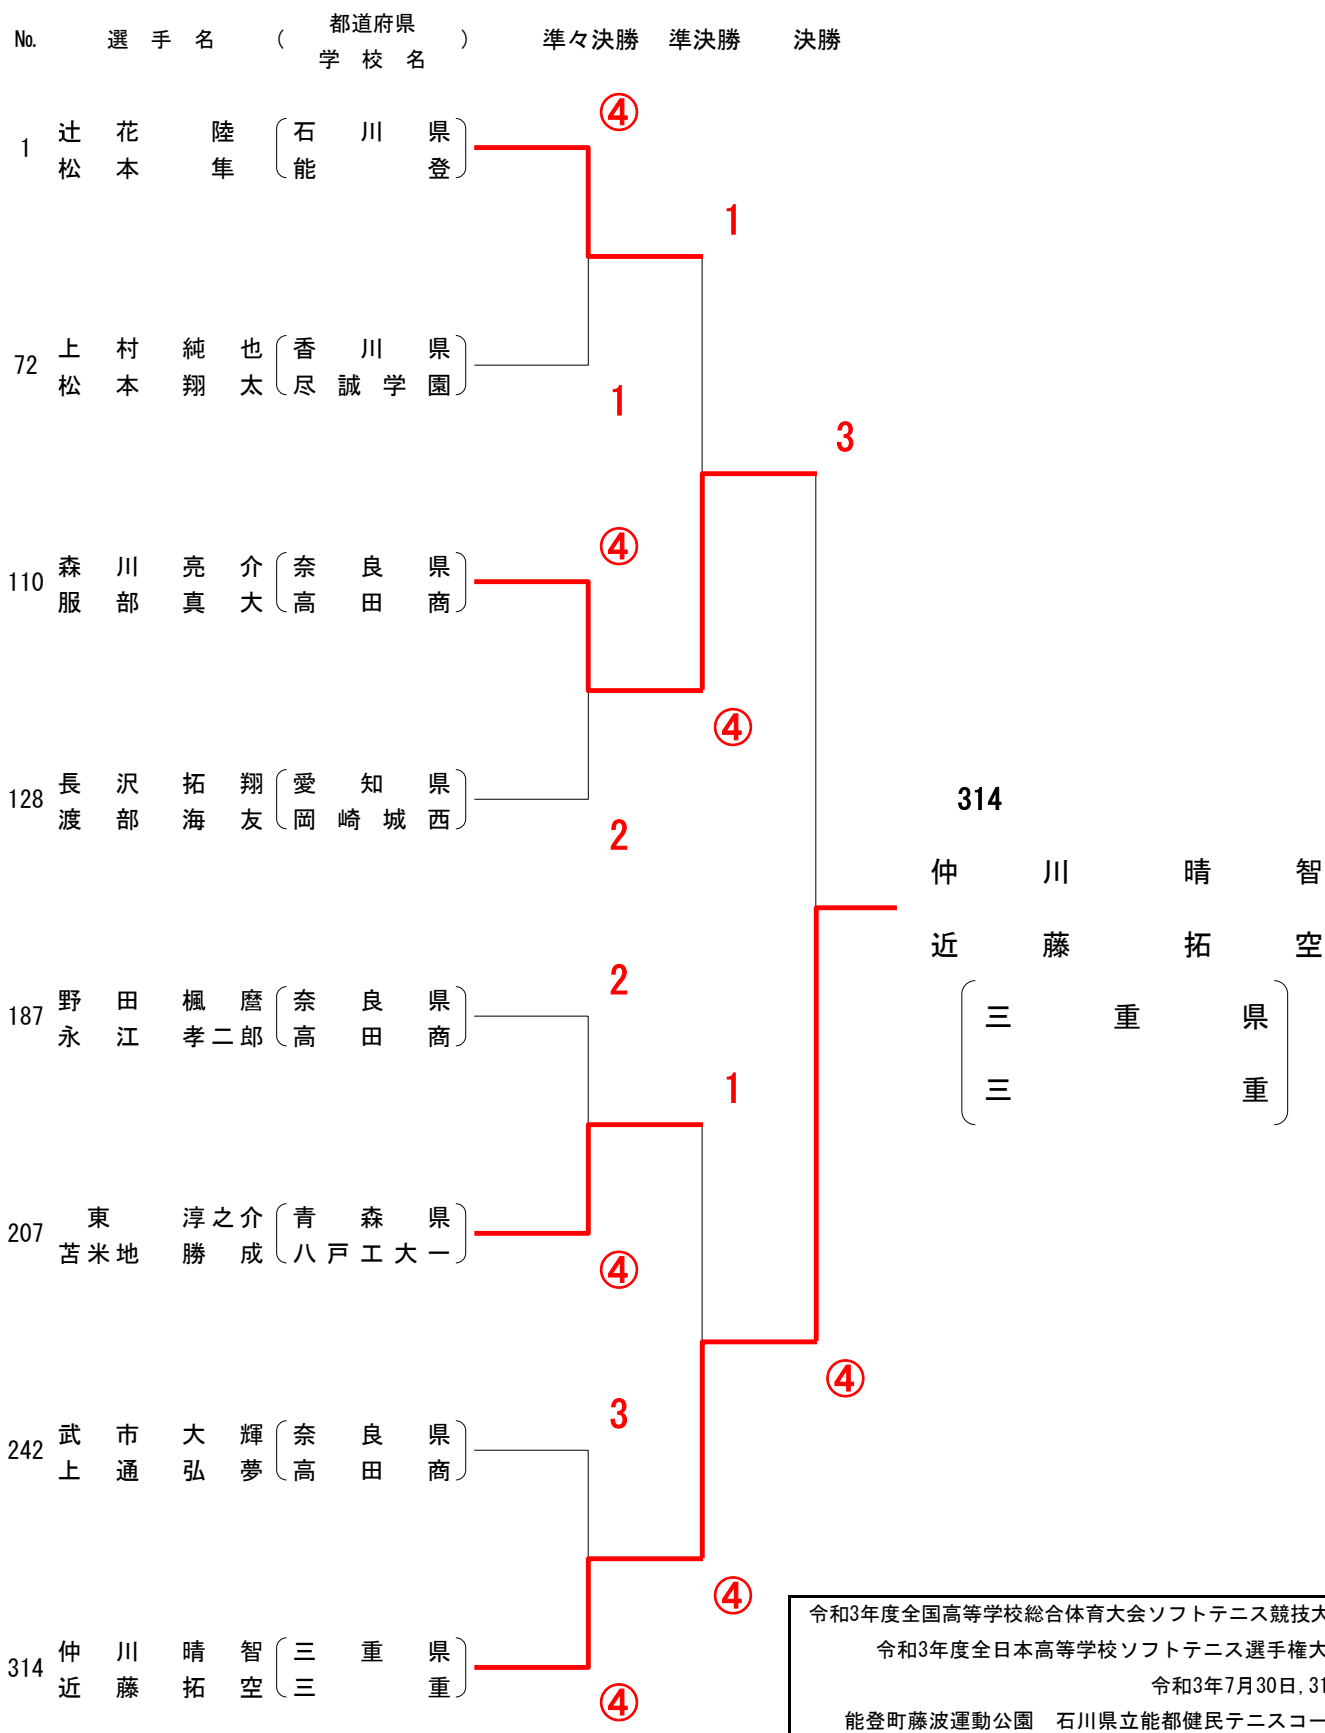 No. 選手名 ( 都道府県 学校名 ) 準々決勝 準決勝 決勝
④
1 辻花 陸 石川県
松本 隼 能登
1
72 上村純也 香川県
松本翔太 尽誠学園
1
3
④
110 森川亮介 奈良県
服部真大 高田商
④
128 長沢拓翔 愛知県
渡部海友 岡崎城西
2
314
仲川晴智
近藤拓空
三重県
三重
2
187 野田楓麿 奈良県
永江孝二郎 高田商
1
207 東 淳之介 青森県
苫米地勝成 八戸工大一
④
④
3
242 武市大輝 奈良県
上通弘夢 高田商
④
314 仲川晴智 三重県
近藤拓空 三重
④
令和3年度全国高等学校総合体育大会ソフトテニス競技大
令和3年度全日本高等学校ソフトテニス選手権大
令和3年7月30日,31
能登町藤波運動公園 石川県立能都健民テニスコー